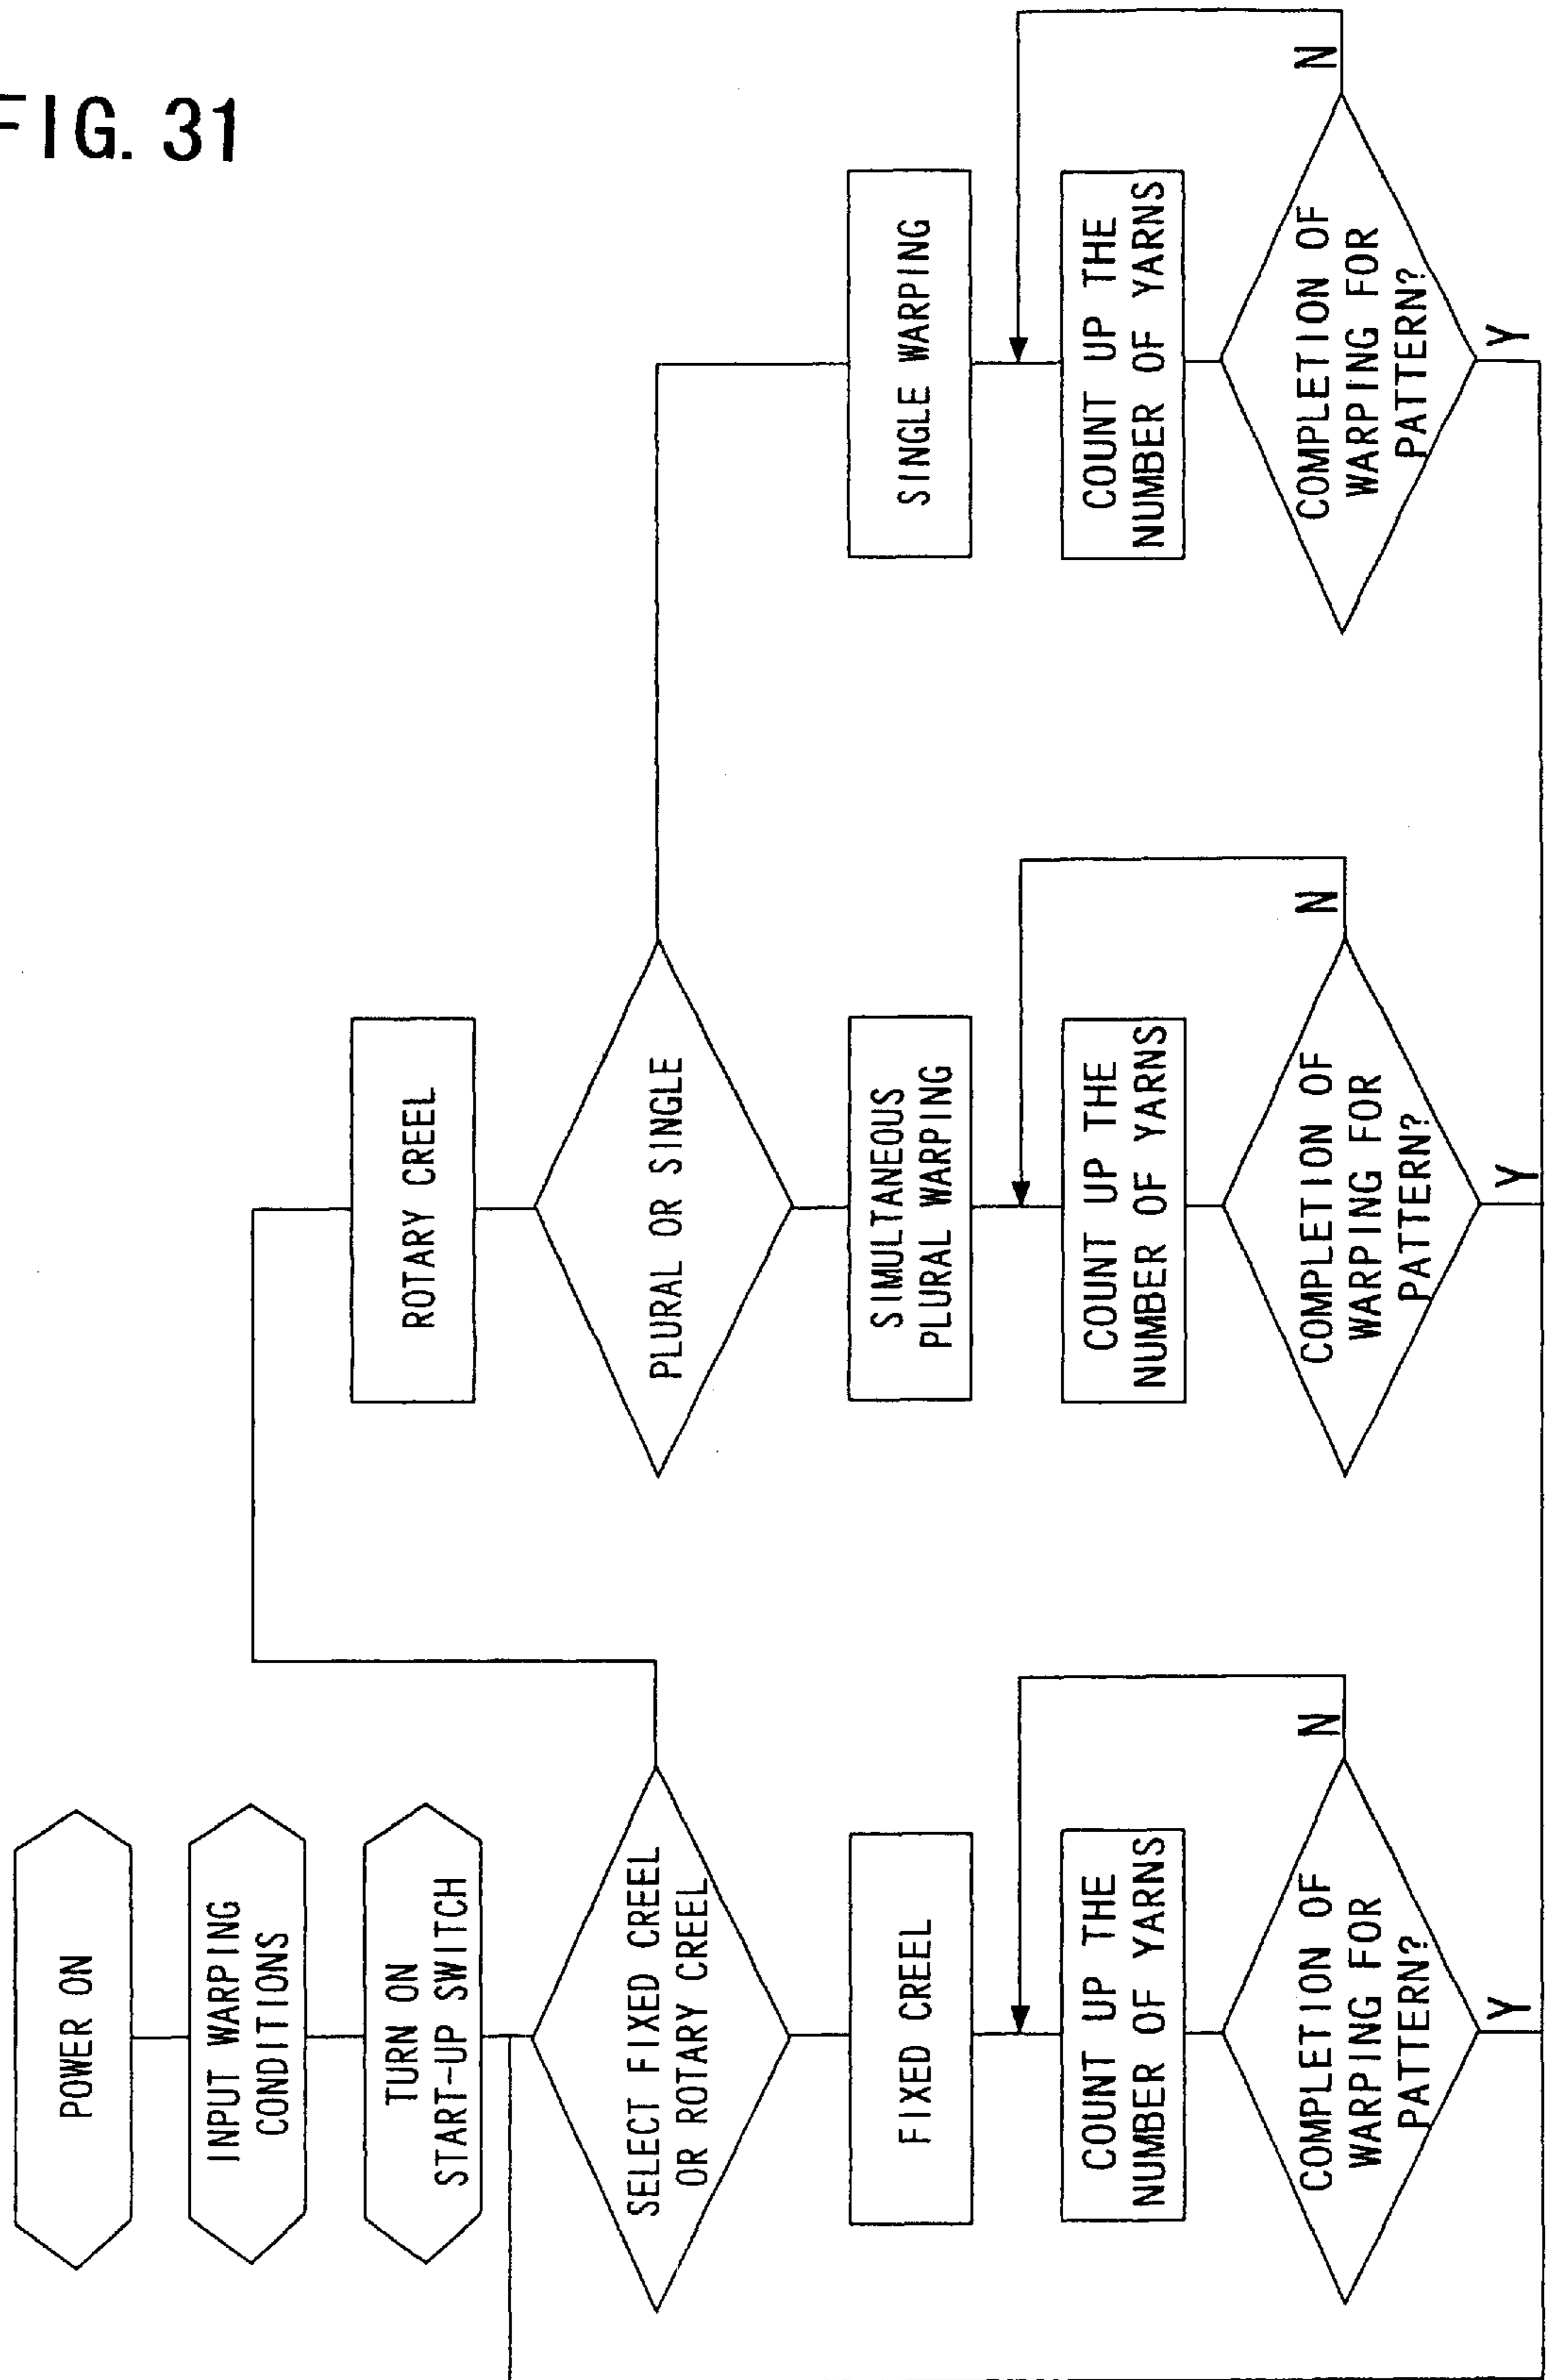 FIG. 31
POWER ON
INPUT WARPING
CONDITIONS
TURN ON
START-UP SWITCH
SELECT FIXED CREEL
OR ROTARY CREEL
FIXED CREEL
COUNT UP THE
NUMBER OF YARNS
COMPLETION OF
WARPING FOR
PATTERN?
N
Y
ROTARY CREEL
PLURAL OR SINGLE
SIMULTANEOUS
PLURAL WARPING
COUNT UP THE
NUMBER OF YARNS
COMPLETION OF
WARPING FOR
PATTERN?
N
Y
SINGLE WARPING
COUNT UP THE
NUMBER OF YARNS
COMPLETION OF
WARPING FOR
PATTERN?
N
Y